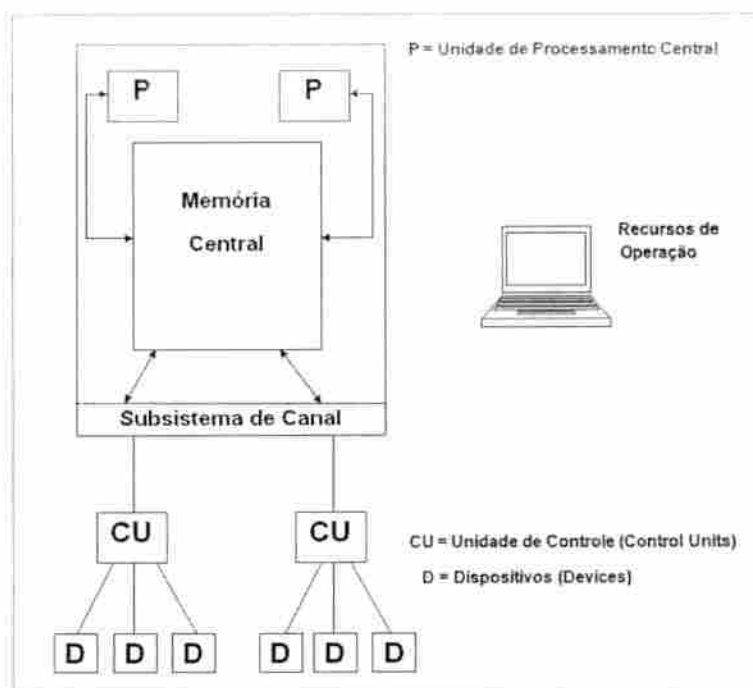 P = Unidade de Processamento Central
P P
Memória
Central
Recursos de
Operação
Subsistema de Canal
CU CU
CU = Unidade de Controle (Control Units)
D = Dispositivos (Devices)
D D D D D D